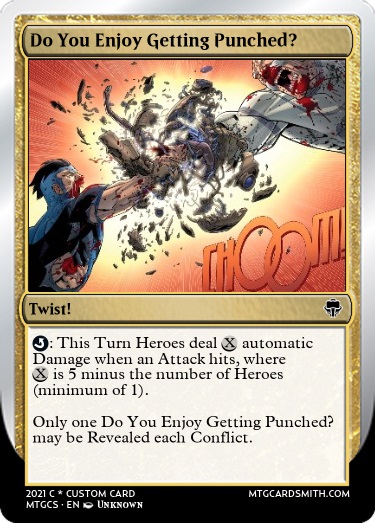 Do You Enjoy Getting Punched?
THOOM!
Twist!
5: This Turn Heroes deal X automatic
Damage when an Attack hits, where
X is 5 minus the number of Heroes
(minimum of 1).
Only one Do You Enjoy Getting Punched?
may be Revealed each Conflict.
2021 C * CUSTOM CARD
MTGCS • EN Unknown
MTGCARDSMITH.COM